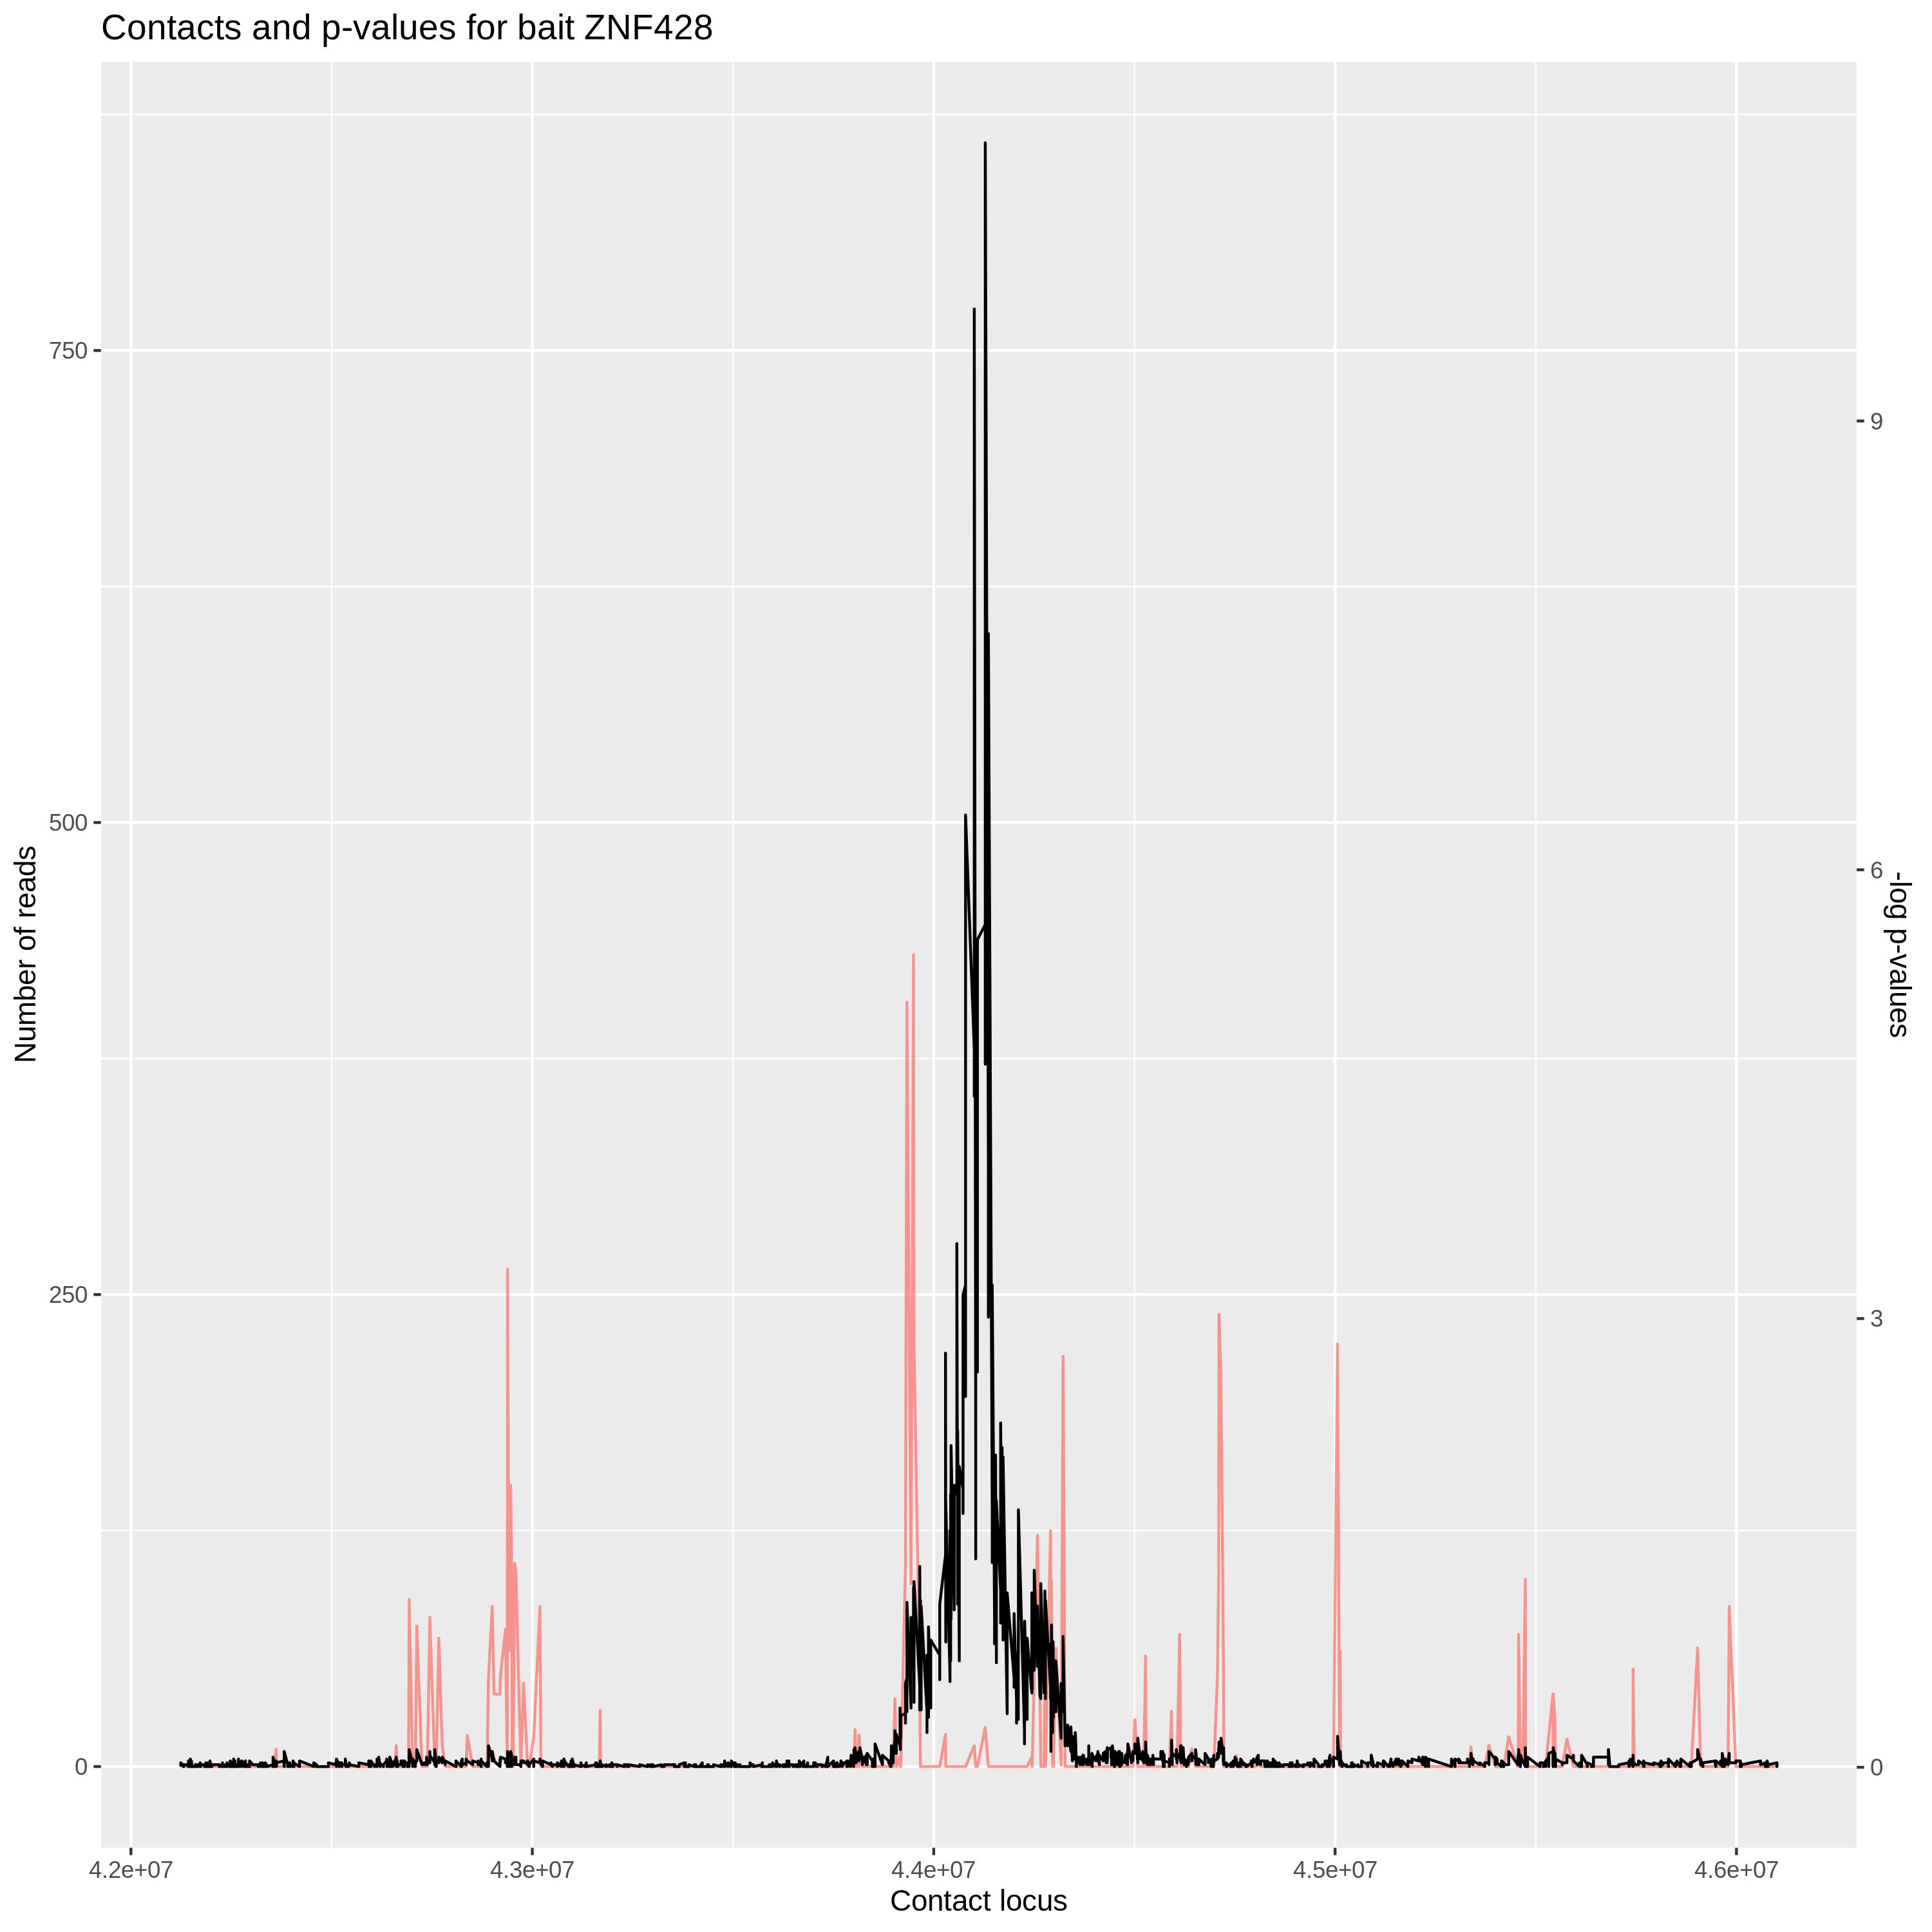 Contacts and p-values for bait ZNF428
Number of reads
750
500
250
0
9
6
3
0
-log p-values
4.2e+07
4.3e+07
4.4e+07
4.5e+07
4.6e+07
Contact locus